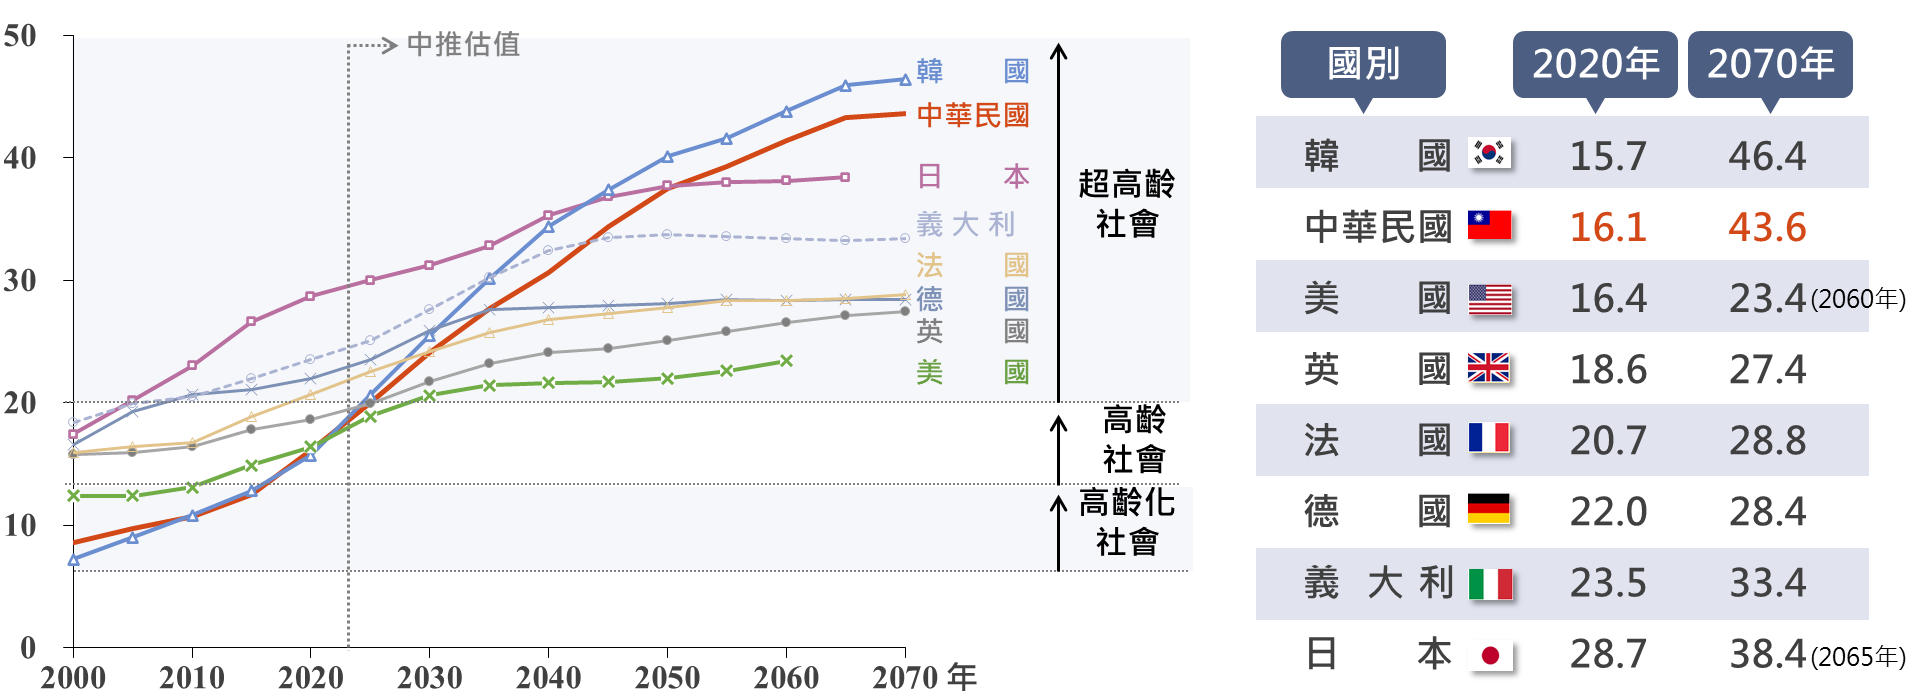 50
40
30
20
10
0
2000 2010 2020 2030 2040 2050 2060 2070 年
中推估值
韓國
中華民國
日本
義大利
法國
德國
英國
美國
超高齡
社會
高齡
社會
高齡化
社會
國別 2020年 2070年
韓國 15.7 46.4
中華民國 16.1 43.6
美國 16.4 23.4(2060年)
英國 18.6 27.4
法國 20.7 28.8
德國 22.0 28.4
義大利 23.5 33.4
日本 28.7 38.4(2065年)